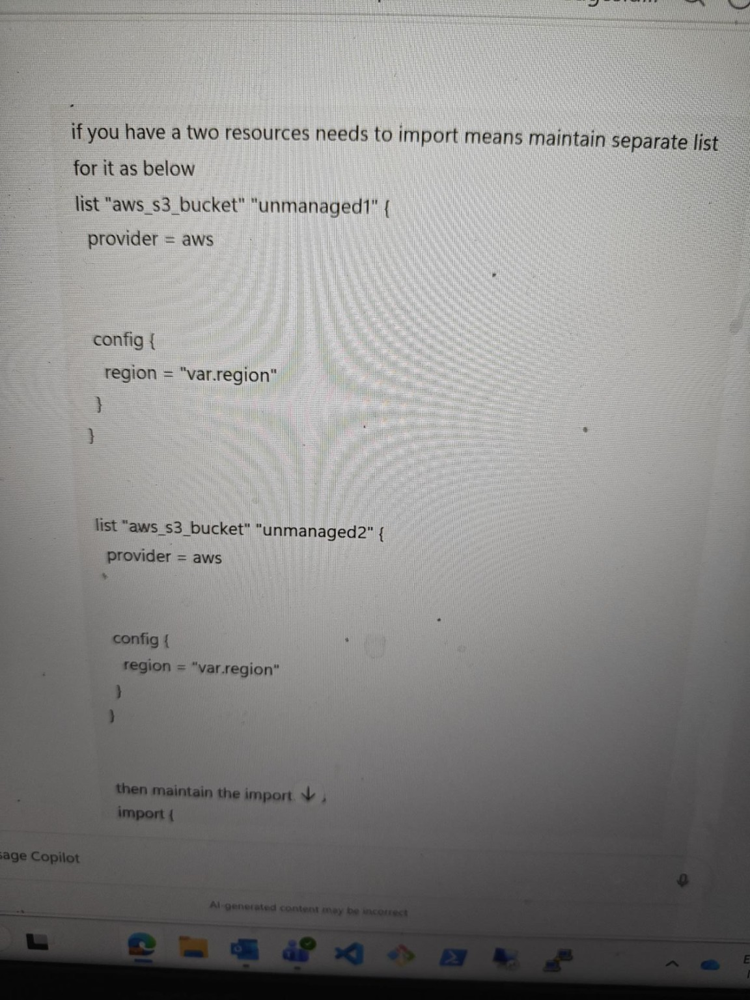 if you have a two resources needs to import means maintain separate list
for it as below
list "aws_s3_bucket" "unmanaged1" {
provider = aws
config {
region = "var.region"
}
}
list "aws_s3_bucket" "unmanaged2" {
provider = aws
config {
region = "var.region"
}
}
then maintain the import
import {
sage Copilot
AI-generated content may be incorrect